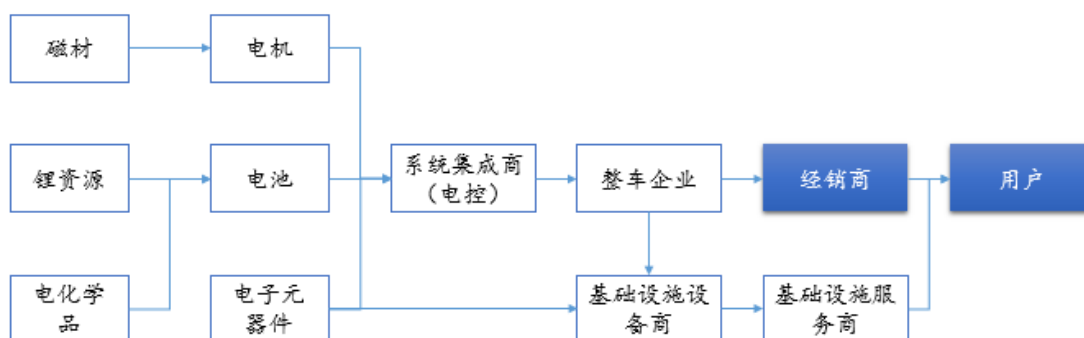 磁材
电机
锂资源
电池
系统集成商
（电控）
整车企业
经销商
用户
电化学
品
电子元
器件
基础设施设
备商
基础设施服
务商